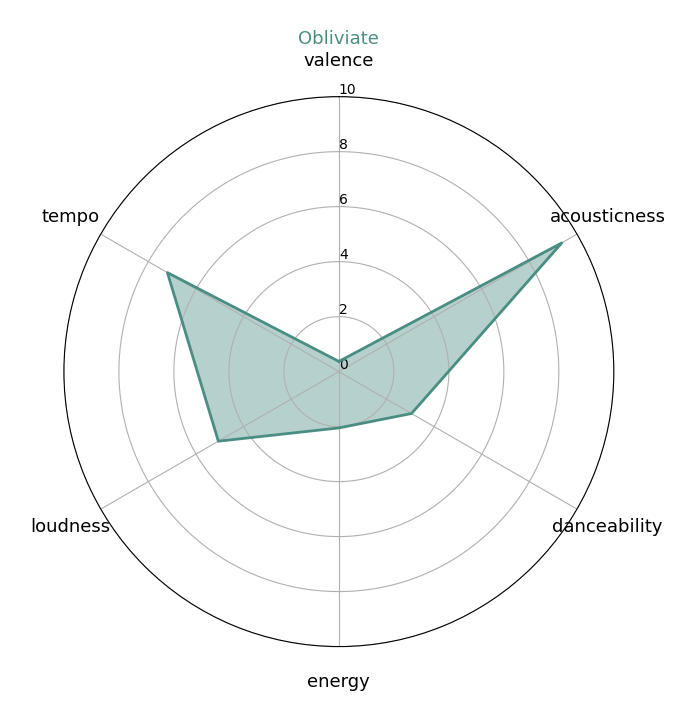 Obliviate
valence
10
8
tempo
acousticness
6
4
2
0
loudness
danceability
energy